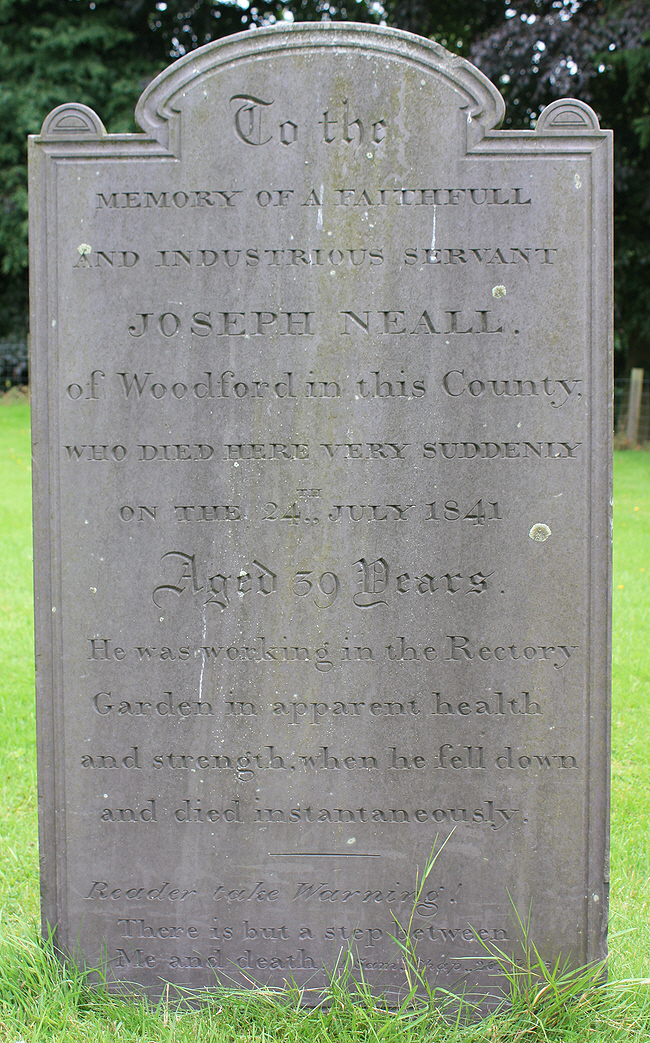 To the
MEMORY OF A FAITHFULL
AND INDUSTRIOUS SERVANT
JOSEPH NEALL.
of Woodford in this County.
WHO DIED HERE VERY SUDDENLY
ON THE 24TH,, JULY 1841
Aged 39 Years.
He was working in the Rectory
Garden in apparent health
and strength, when he fell down
and died instantaneously.
Reader take Warning!
There is but a step between
Me and death